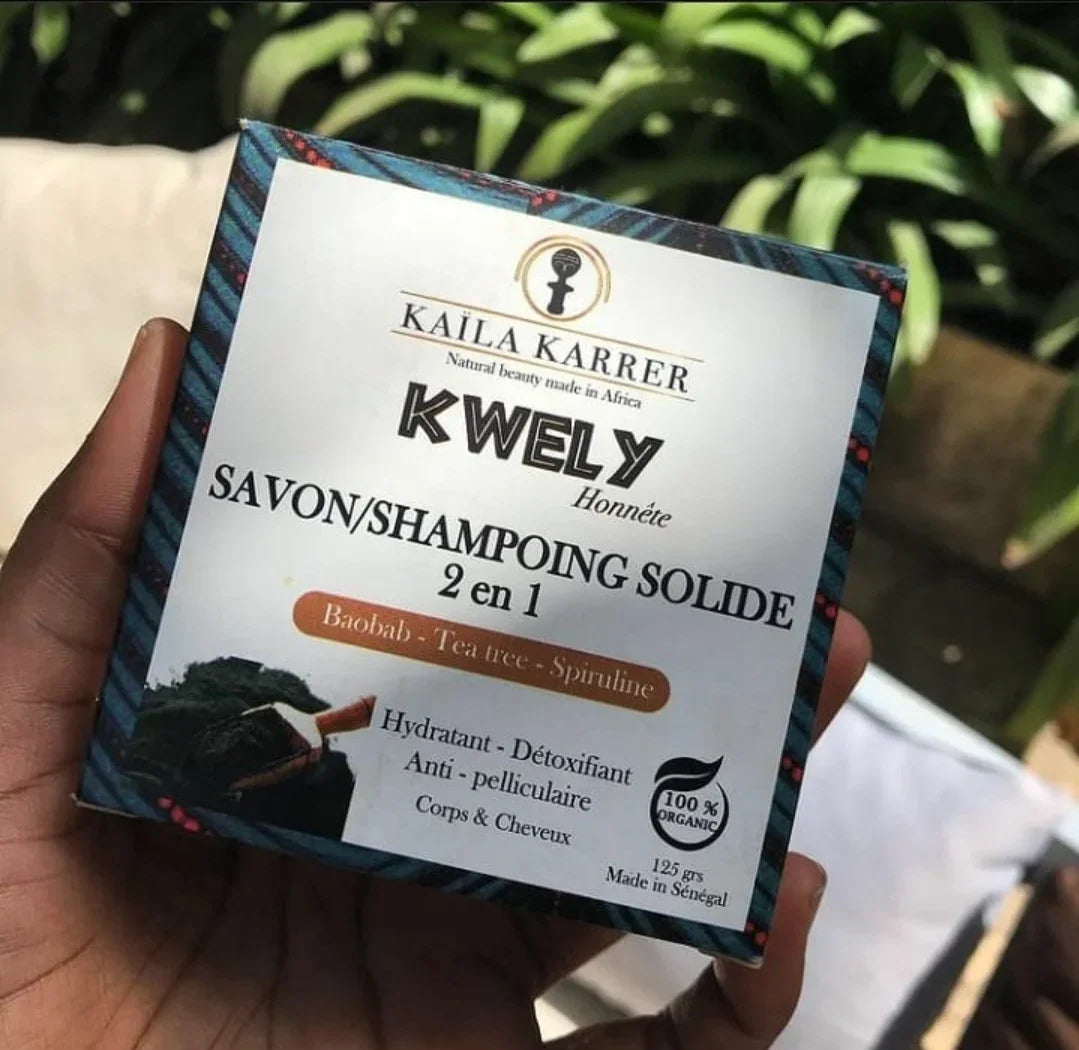 KAÏLA KARRER
Natural beauty made in Africa
KWELY
Honnête
SAVON/SHAMPOING SOLIDE
2 en 1
Baobab - Tea tree - Spiruline
Hydratant - Détoxifiant
Anti - pelliculaire
Corps & Cheveux
100 %
ORGANIC
125 grs
Made in Sénégal